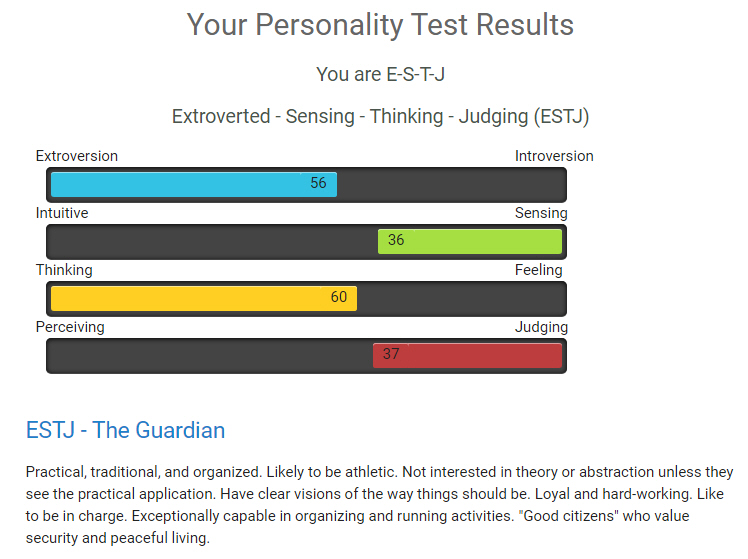 Your Personality Test Results
You are E-S-T-J
Extroverted - Sensing - Thinking - Judging (ESTJ)
Extroversion Introversion
56
Intuitive Sensing
36
Thinking Feeling
60
Perceiving Judging
37
ESTJ - The Guardian
Practical, traditional, and organized. Likely to be athletic. Not interested in theory or abstraction unless they
see the practical application. Have clear visions of the way things should be. Loyal and hard-working. Like
to be in charge. Exceptionally capable in organizing and running activities. "Good citizens" who value
security and peaceful living.